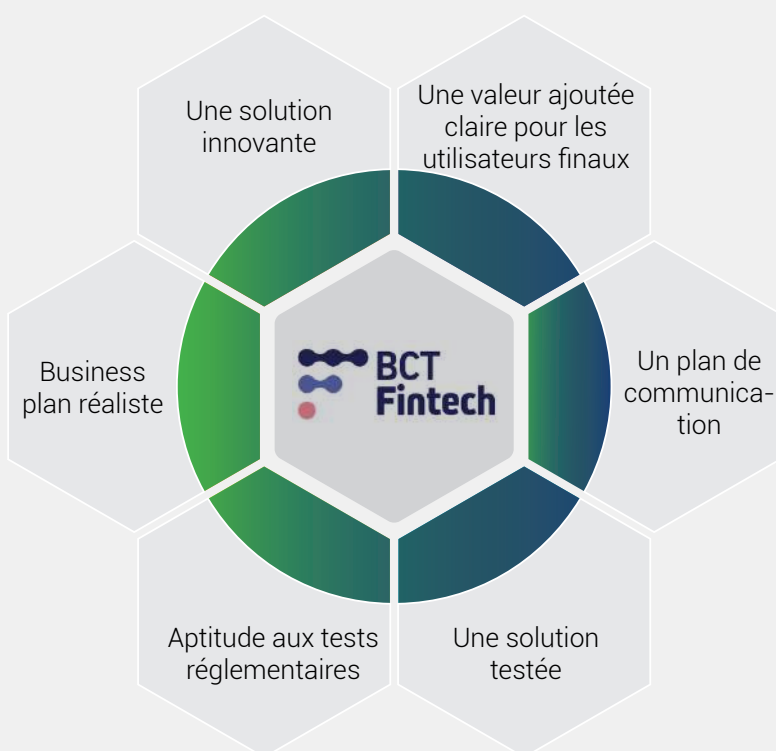 Une solution
innovante
Une valeur ajoutée
claire pour les
utilisateurs finaux
Business
plan réaliste
BCT
Fintech
Un plan de
communica-
tion
Aptitude aux tests
réglementaires
Une solution
testée